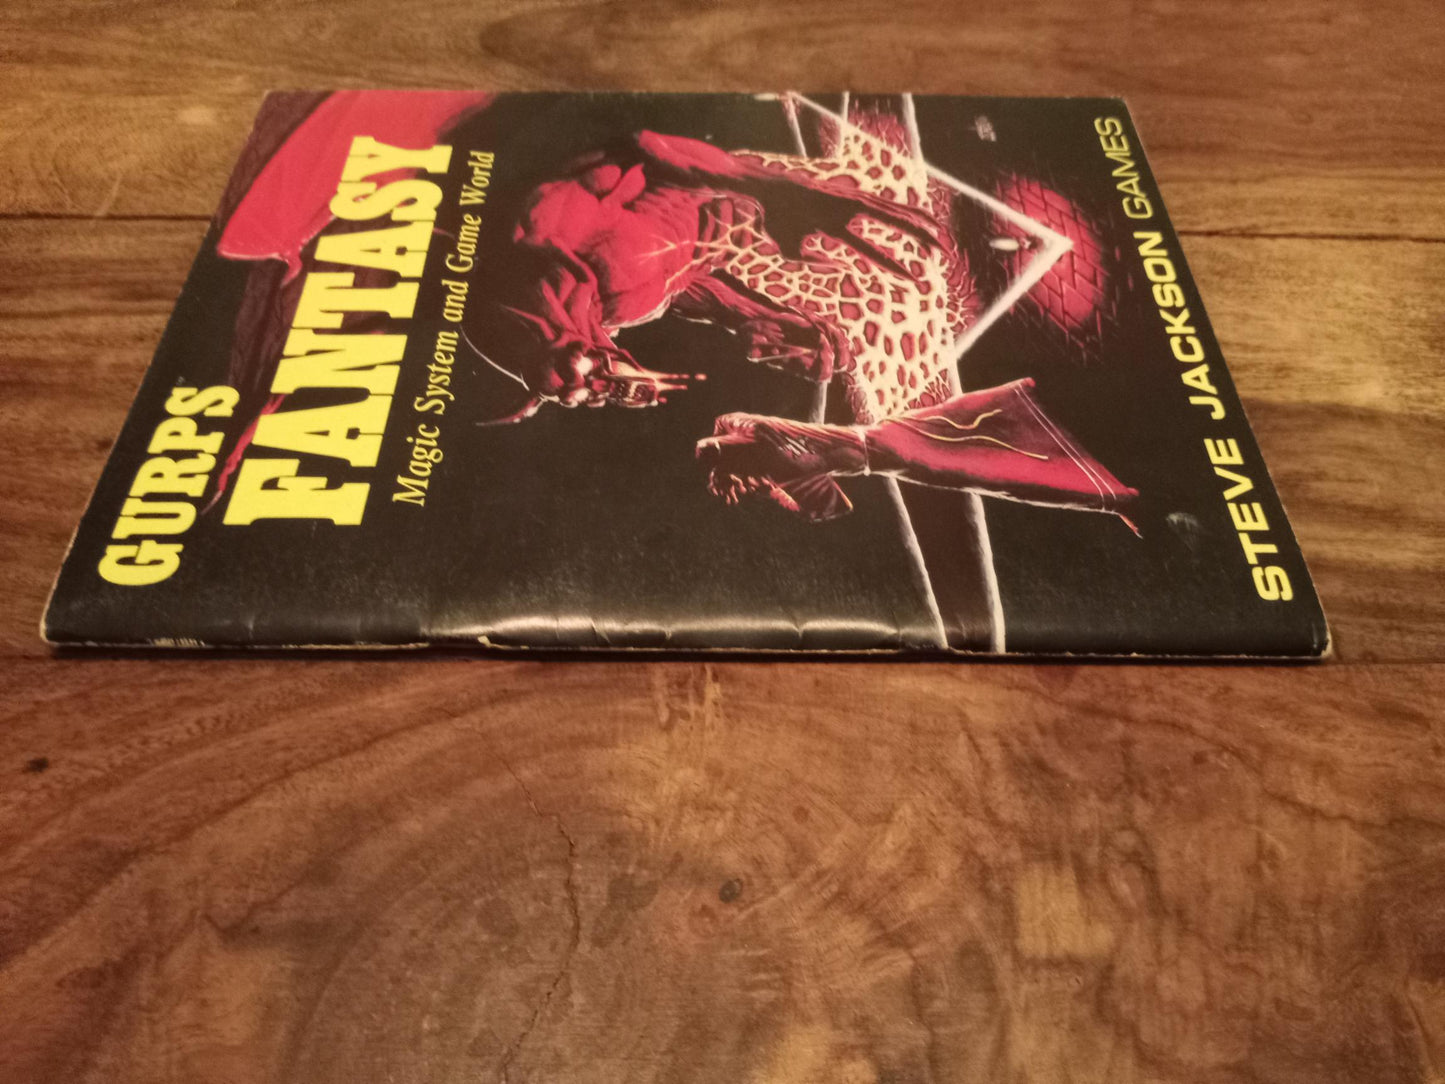 GURPS
FANTASY
Magic System and Game World
STEVE JACKSON GAMES